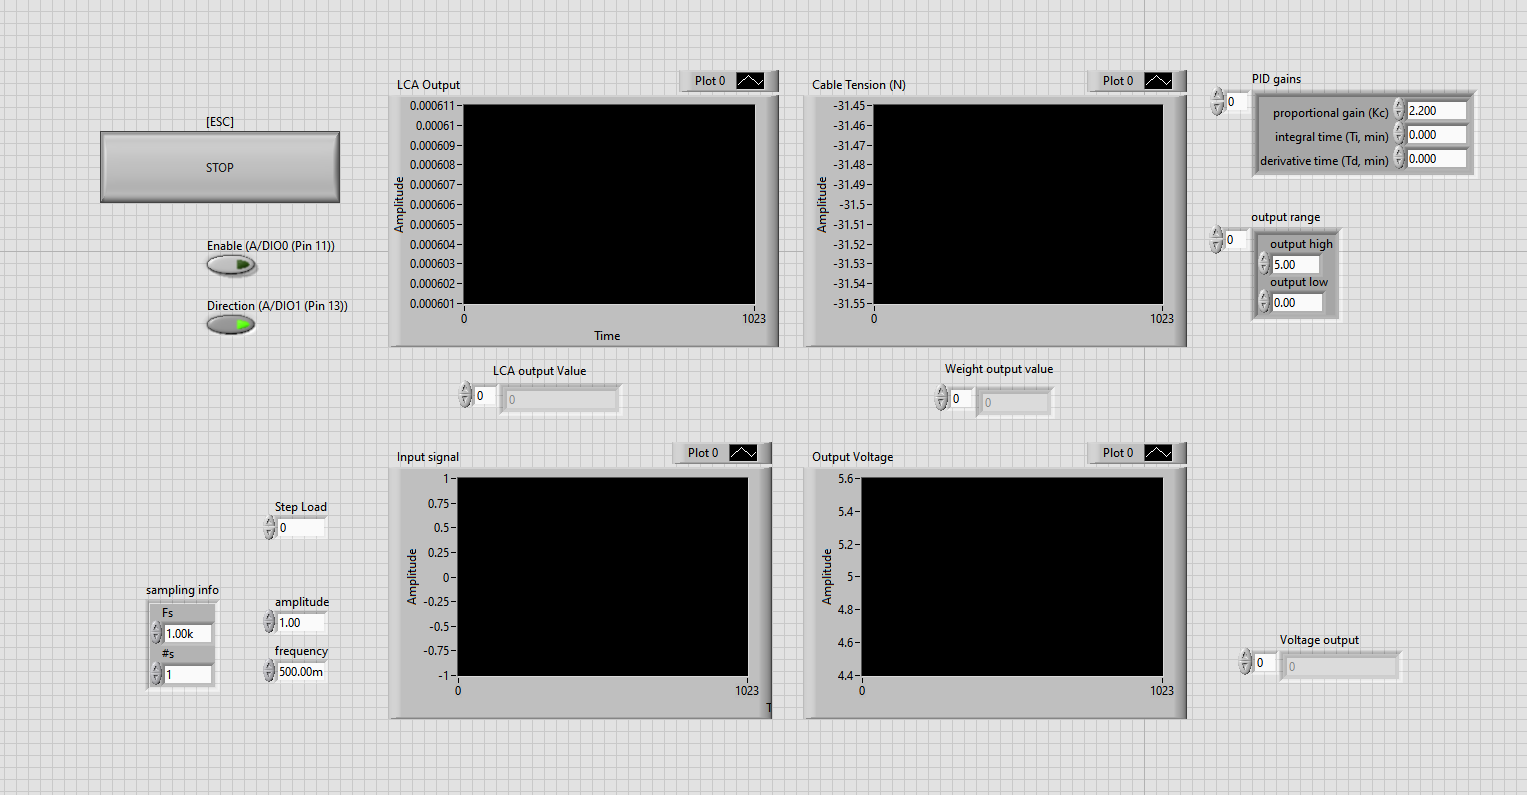 [ESC]
STOP
Enable (A/DIO0 (Pin 11))
Direction (A/DIO1 (Pin 13))
LCA Output
Plot 0
Amplitude
0.000611
0.00061
0.000609
0.000608
0.000607
0.000606
0.000605
0.000604
0.000603
0.000602
0.000601
0
1023
Time
LCA output Value
0
0
Cable Tension (N)
Plot 0
Amplitude
-31.45
-31.46
-31.47
-31.48
-31.49
-31.5
-31.51
-31.52
-31.53
-31.54
-31.55
0
1023
Weight output value
0
0
PID gains
0
proportional gain (Kc) 2.200
integral time (Ti, min) 0.000
derivative time (Td, min) 0.000
output range
0
output high
5.00
output low
0.00
Step Load
0
sampling info
Fs
1.00k
#s
1
amplitude
1.00
frequency
500.00m
Input signal
Plot 0
Amplitude
1
0.75
0.5
0.25
0
-0.25
-0.5
-0.75
-1
0
1023
T
Output Voltage
Plot 0
Amplitude
5.6
5.4
5.2
5
4.8
4.6
4.4
0
1023
Voltage output
0
0